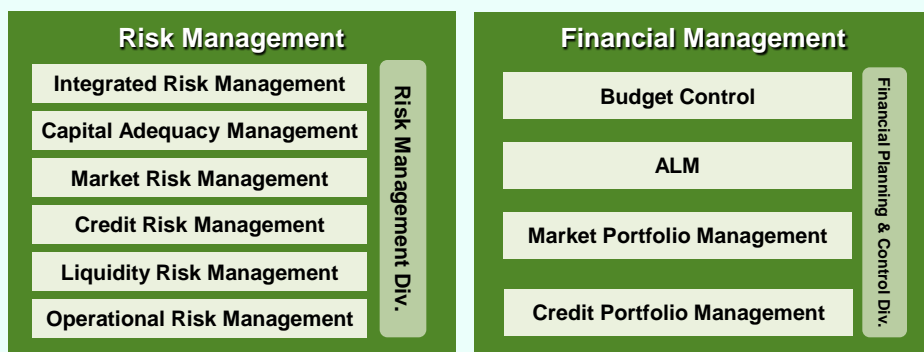 Risk Management
Integrated Risk Management
Capital Adequacy Management
Market Risk Management
Credit Risk Management
Liquidity Risk Management
Operational Risk Management
Risk Management Div.
Financial Management
Budget Control
ALM
Market Portfolio Management
Credit Portfolio Management
Financial Planning & Control Div.